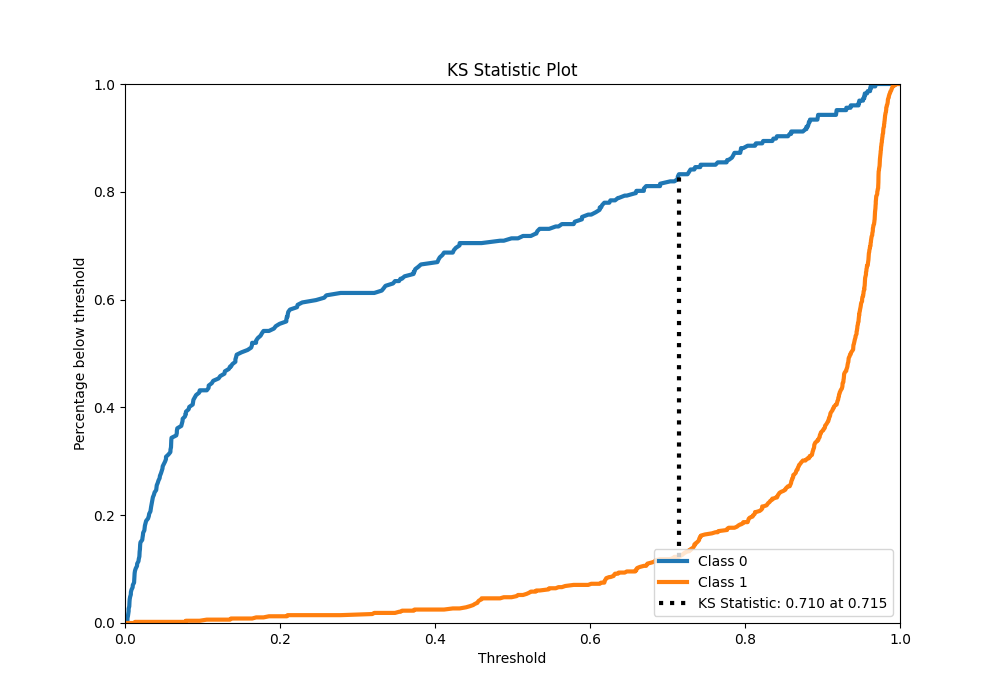 KS Statistic Plot
1.0
0.8
0.6
0.4
0.2
0.0
Percentage below threshold
0.0 0.2 0.4 0.6 0.8 1.0
Threshold
Class 0
Class 1
KS Statistic: 0.710 at 0.715